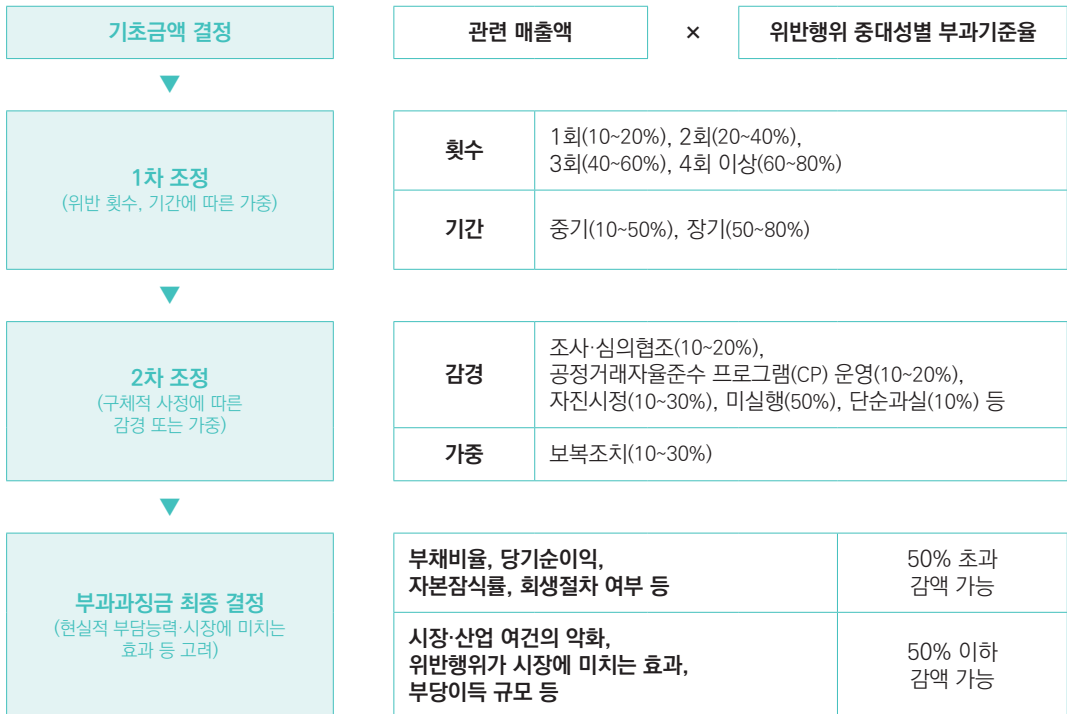 기초금액 결정
관련 매출액 × 위반행위 중대성별 부과기준율
▼
1차 조정
(위반 횟수, 기간에 따른 가중)
횟수
1회(10~20%), 2회(20~40%),
3회(40~60%), 4회 이상(60~80%)
기간
중기(10~50%), 장기(50~80%)
▼
2차 조정
(구체적 사정에 따른
감경 또는 가중)
감경
조사·심의협조(10~20%),
공정거래자율준수 프로그램(CP) 운영(10~20%),
자진시정(10~30%), 미실행(50%), 단순과실(10%) 등
가중
보복조치(10~30%)
▼
부과과징금 최종 결정
(현실적 부담능력·시장에 미치는
효과 등 고려)
부채비율, 당기순이익,
자본잠식률, 회생절차 여부 등
50% 초과
감액 가능
시장·산업 여건의 악화,
위반행위가 시장에 미치는 효과,
부당이득 규모 등
50% 이하
감액 가능